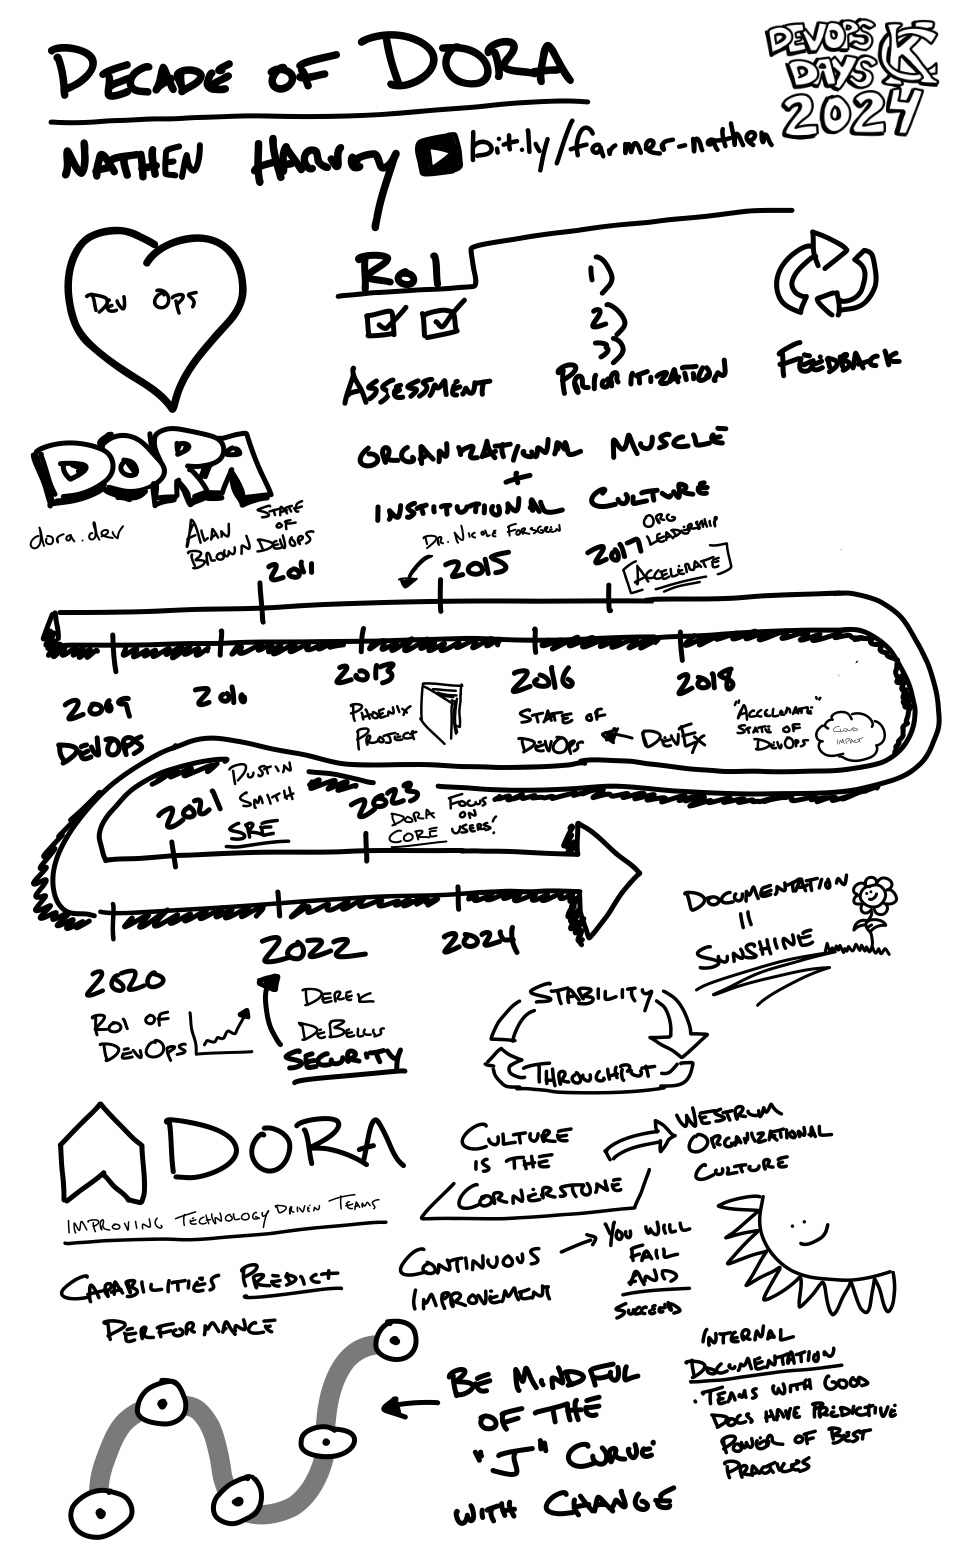 DECADE OF DORA
DEVOPS
DAYS KC
2024
NATHEN HARVEY bit.ly/farmer-nathen
DEV OPS
ROI
1)
2)
3)
ASSESSMENT
PRIORITIZATION
FEEDBACK
DORA
dora.dev
ORGANIZATIONAL MUSCLE
+
INSTITUTIONAL CULTURE
ALAN
BROWN
STATE
OF
DEVOPS
2011
DR. NICOLE FORSGREN
2015
2017
ORG
LEADERSHIP
ACCELERATE
2009
DEVOPS
2010
2013
PHOENIX
PROJECT
2016
STATE OF
DEVOPS
DEVEX
2018
"ACCELERATE"
STATE OF
DEVOPS
CLOUD
IMPACT
2021
DUSTIN
SMITH
SRE
2023
DORA
CORE
FOCUS
ON
USERS!
2020
ROI OF
DEVOPS
2022
DEREK
DEBELLIS
SECURITY
2024
DOCUMENTATION
=
SUNSHINE
STABILITY
THROUGHPUT
DORA
IMPROVING TECHNOLOGY DRIVEN TEAMS
CULTURE
IS THE
CORNERSTONE
WESTRUM
ORGANIZATIONAL
CULTURE
CAPABILITIES PREDICT
PERFORMANCE
CONTINUOUS
IMPROVEMENT
YOU WILL
FAIL
AND
SUCCEED
BE MINDFUL
OF THE
"J" CURVE
WITH CHANGE
INTERNAL
DOCUMENTATION
· TEAMS WITH GOOD
DOCS HAVE PREDICTIVE
POWER OF BEST
PRACTICES